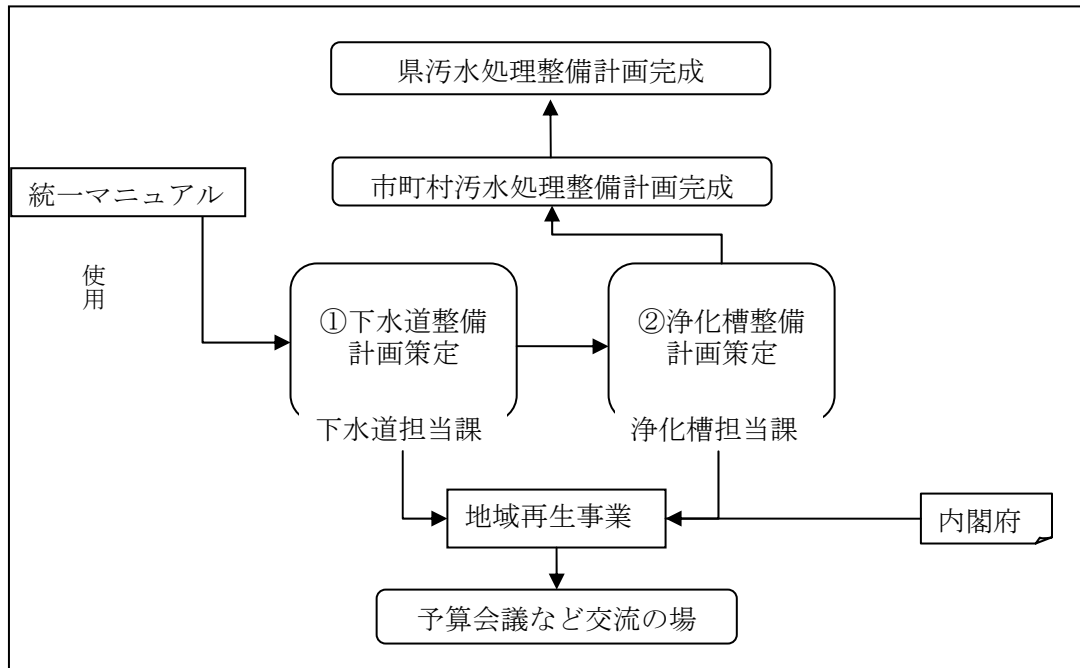 県汚水処理整備計画完成
市町村汚水処理整備計画完成
統一マニュアル
使用
①下水道整備
計画策定
下水道担当課
②浄化槽整備
計画策定
浄化槽担当課
地域再生事業
内閣府
予算会議など交流の場